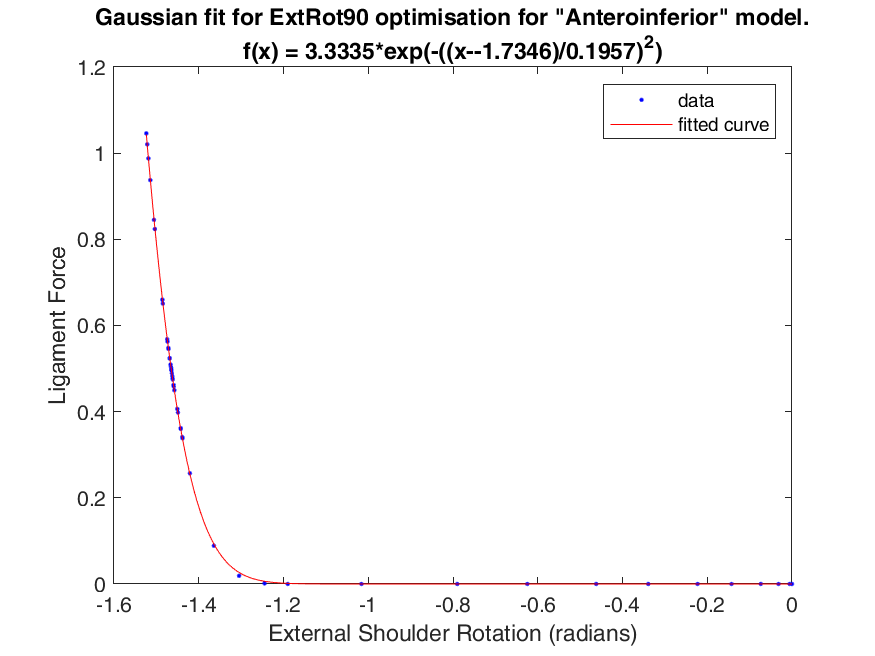 Gaussian fit for ExtRot90 optimisation for "Anteroinferior" model.
f(x) = 3.3335*exp(-((x--1.7346)/0.1957)²)
1.2
1
0.8
0.6
0.4
0.2
0
Ligament Force
data
fitted curve
-1.6 -1.4 -1.2 -1 -0.8 -0.6 -0.4 -0.2 0
External Shoulder Rotation (radians)